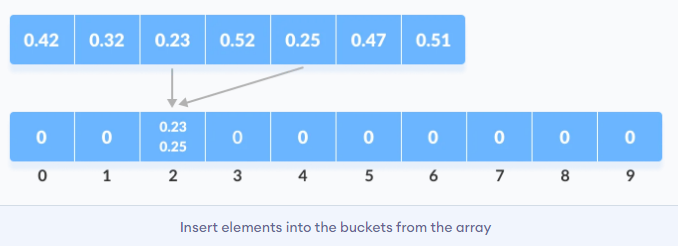 0.42 0.32 0.23 0.52 0.25 0.47 0.51
0 0 0.23 0 0 0 0 0 0 0
0.25
0 1 2 3 4 5 6 7 8 9
Insert elements into the buckets from the array